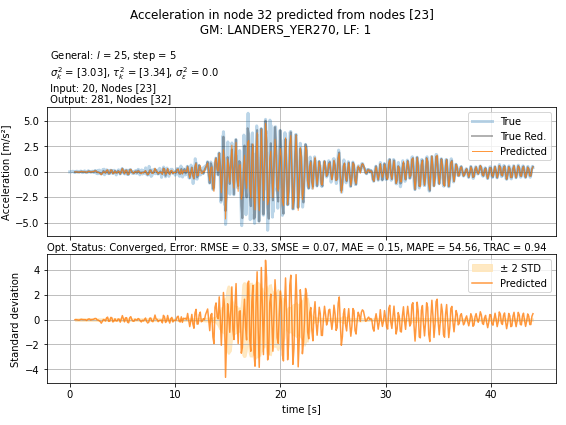 Acceleration in node 32 predicted from nodes [23]
GM: LANDERS_YER270, LF: 1
General: l = 25, step = 5
σ²ₖ = [3.03], τ²ₖ = [3.34], σ²ε = 0.0
Input: 20, Nodes [23]
Output: 281, Nodes [32]
Acceleration [m/s²]
5.0
2.5
0.0
−2.5
−5.0
True
True Red.
Predicted
Opt. Status: Converged, Error: RMSE = 0.33, SMSE = 0.07, MAE = 0.15, MAPE = 54.56, TRAC = 0.94
Standard deviation
4
2
0
−2
−4
± 2 STD
Predicted
0
10
20
30
40
time [s]